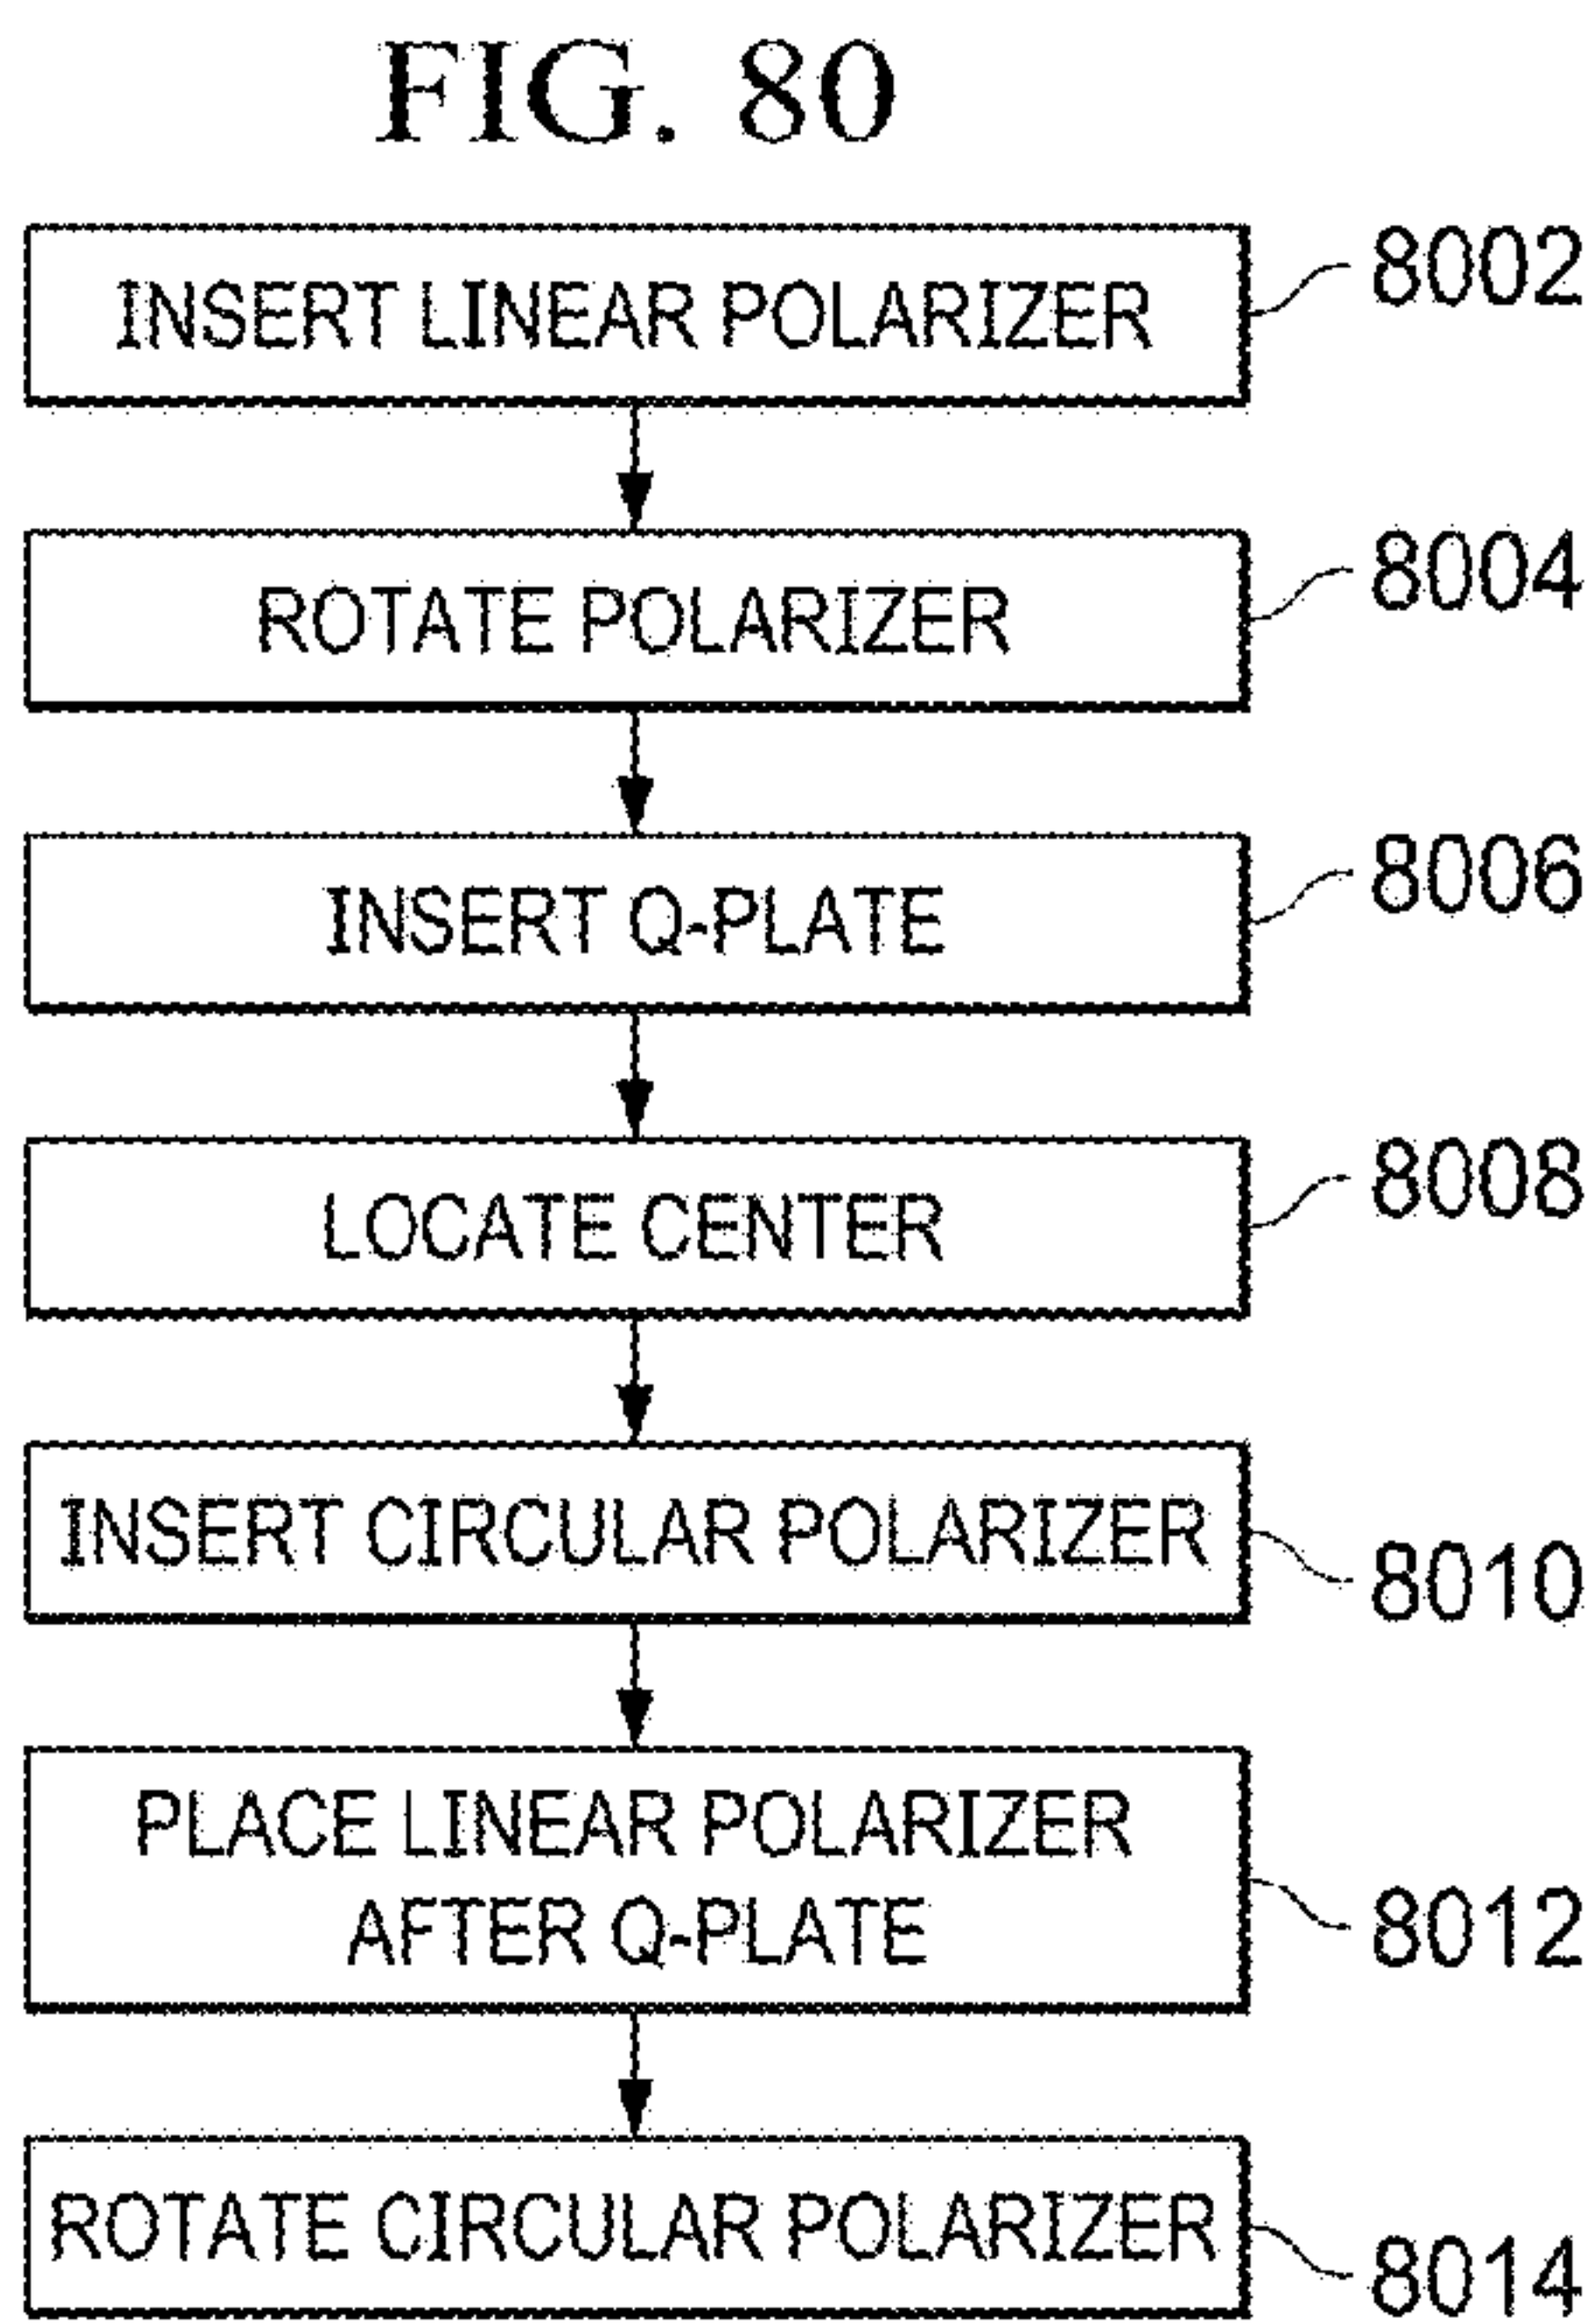 FIG. 80
INSERT LINEAR POLARIZER
8002
ROTATE POLARIZER
8004
INSERT Q-PLATE
8006
LOCATE CENTER
8008
INSERT CIRCULAR POLARIZER
8010
PLACE LINEAR POLARIZER
AFTER Q-PLATE
8012
ROTATE CIRCULAR POLARIZER
8014